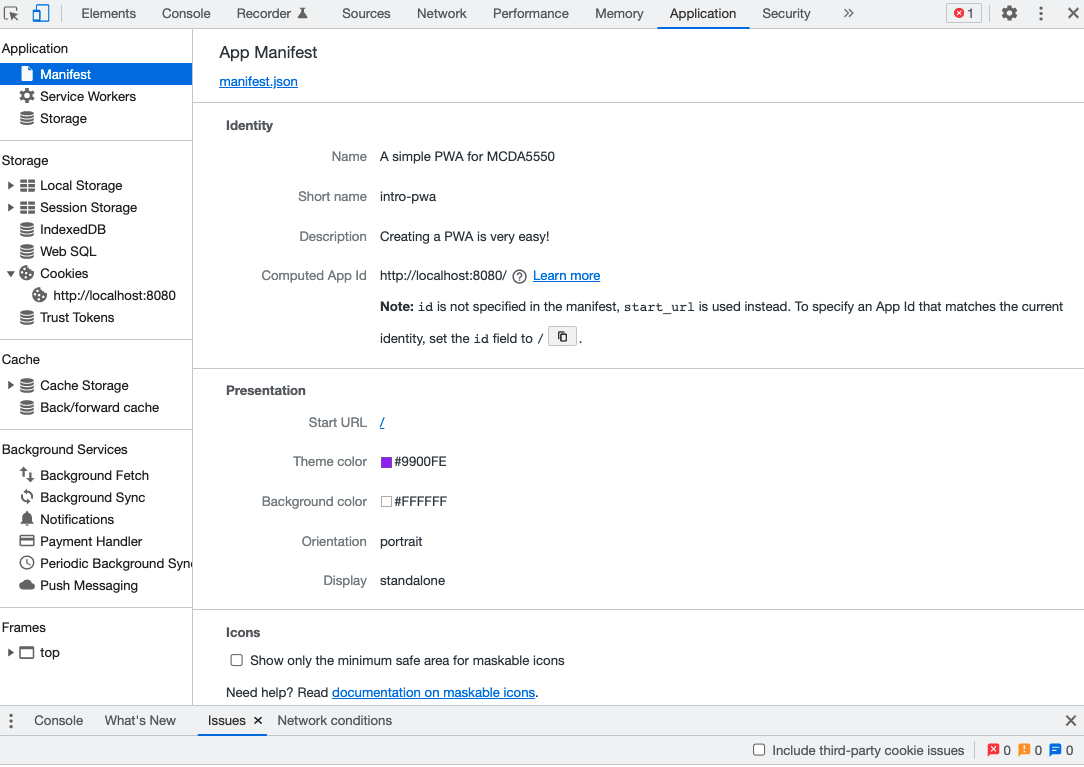 Elements Console Recorder Sources Network Performance Memory Application Security » 1
Application
Manifest
Service Workers
Storage
Storage
Local Storage
Session Storage
IndexedDB
Web SQL
Cookies
http://localhost:8080
Trust Tokens
Cache
Cache Storage
Back/forward cache
Background Services
Background Fetch
Background Sync
Notifications
Payment Handler
Periodic Background Sync
Push Messaging
Frames
top
App Manifest
manifest.json
Identity
Name A simple PWA for MCDA5550
Short name intro-pwa
Description Creating a PWA is very easy!
Computed App Id http://localhost:8080/ Learn more
Note: id is not specified in the manifest, start_url is used instead. To specify an App Id that matches the current
identity, set the id field to / .
Presentation
Start URL /
Theme color #9900FE
Background color #FFFFFF
Orientation portrait
Display standalone
Icons
Show only the minimum safe area for maskable icons
Need help? Read documentation on maskable icons.
Console What's New Issues Network conditions
Include third-party cookie issues 0 0 0